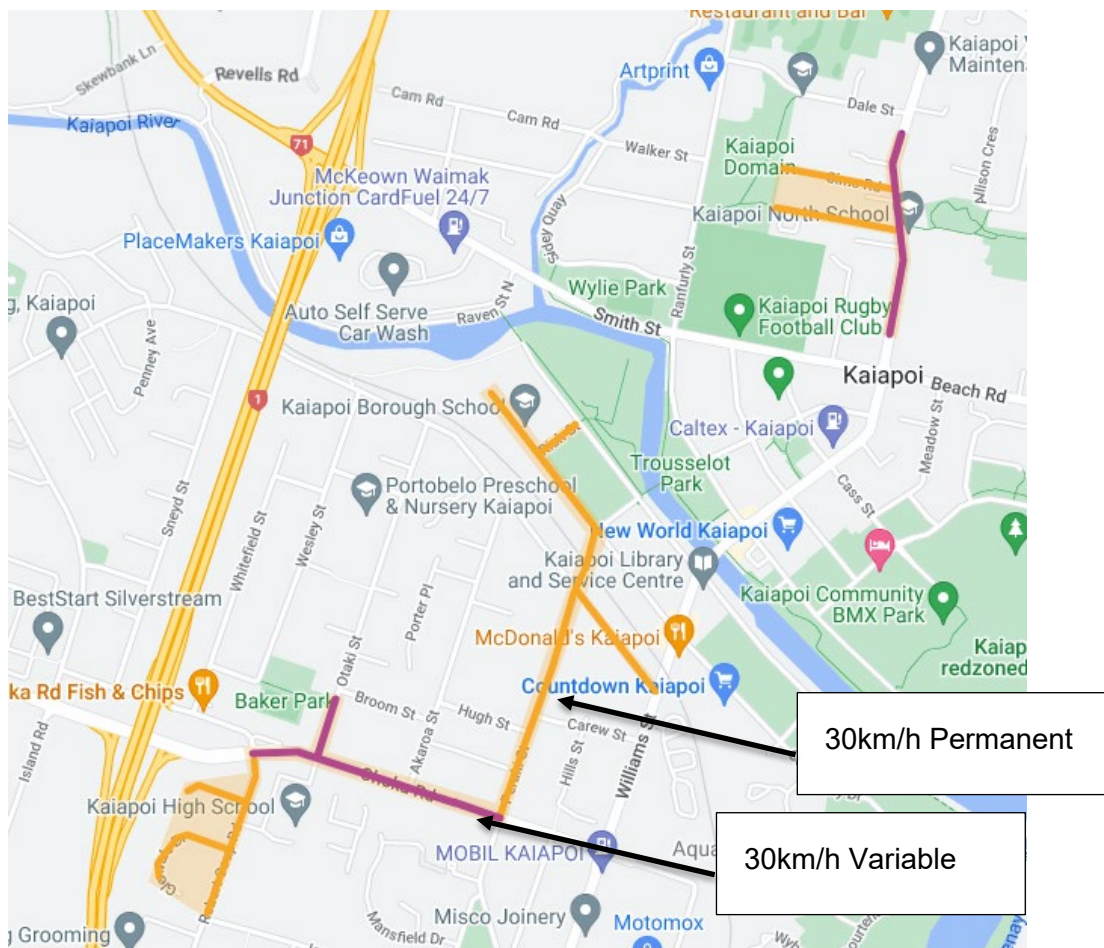 Restaurant and Bar
Skewbank Ln
Revells Rd
Artprint
Kaiapoi
Maintena
Dale St
Cam Rd
Cam Rd
Kaiapoi River
71
Walker St
Kaiapoi
Domain
Allison Cres
McKeown Waimak
Junction CardFuel 24/7
Sims Rd
Kaiapoi North School
PlaceMakers Kaiapoi
Sidey Quay
Ranfurly St
g, Kaiapoi
Wylie Park
Raven St N
Auto Self Serve
Car Wash
Kaiapoi Rugby
Football Club
Smith St
Penney Ave
Kaiapoi
Beach Rd
1
Kaiapoi Borough School
Caltex - Kaiapoi
Meadow St
Trousselot
Park
Cass St
Sneyd St
Whitefield St
Wesley St
Portobelo Preschool
& Nursery Kaiapoi
New World Kaiapoi
Kaiapoi Library
and Service Centre
Kaiapoi Community
BMX Park
BestStart Silverstream
Porter Pl
McDonald's Kaiapoi
Kaiap
redzoned
Otaki St
ka Rd Fish & Chips
Baker Park
Countdown Kaiapoi
Broom St
Hugh St
Carew St
Island Rd
Akaroa St
Hills St
Williams St
30km/h Permanent
Ohoka Rd
Peraki St
Kaiapoi High School
MOBIL KAIAPOI
Aqua
30km/h Variable
Misco Joinery
Motomox
Mansfield Dr
g Grooming